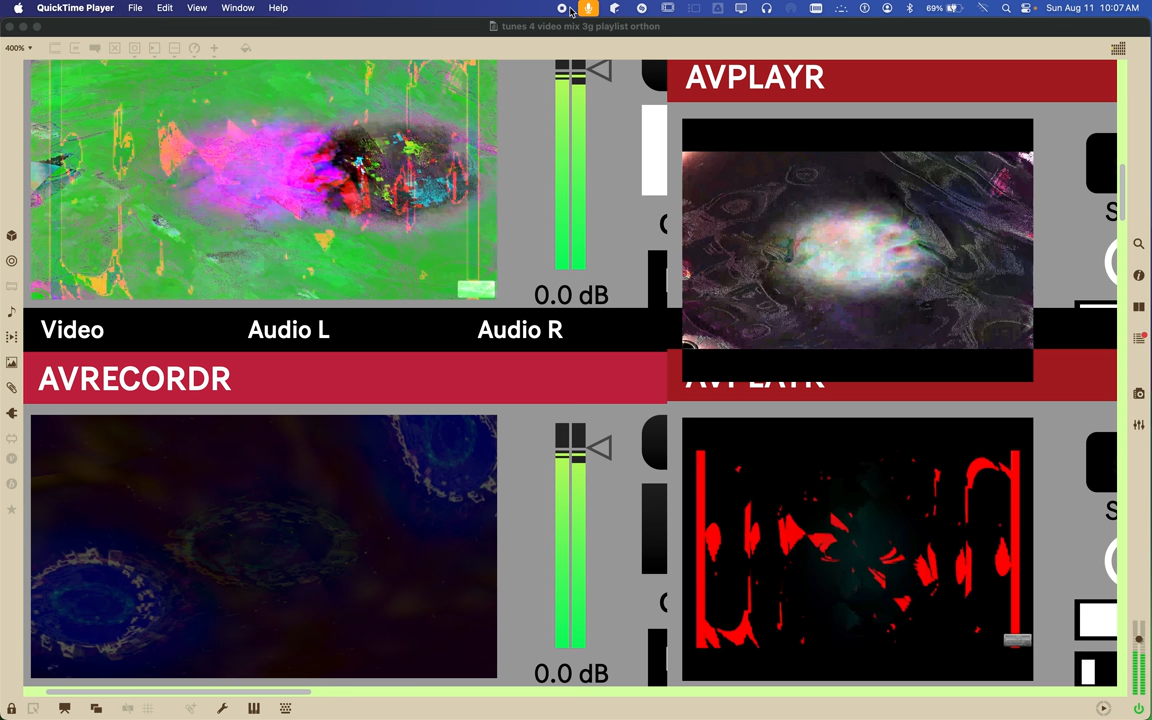 QuickTime Player File Edit View Window Help 69% Sun Aug 11 10:07 AM
tunes 4 video mix 3g playlist orthon
400%
AVPLAYR
0.0 dB
Video Audio L Audio R
AVRECORDR
AVPLAYR
0.0 dB